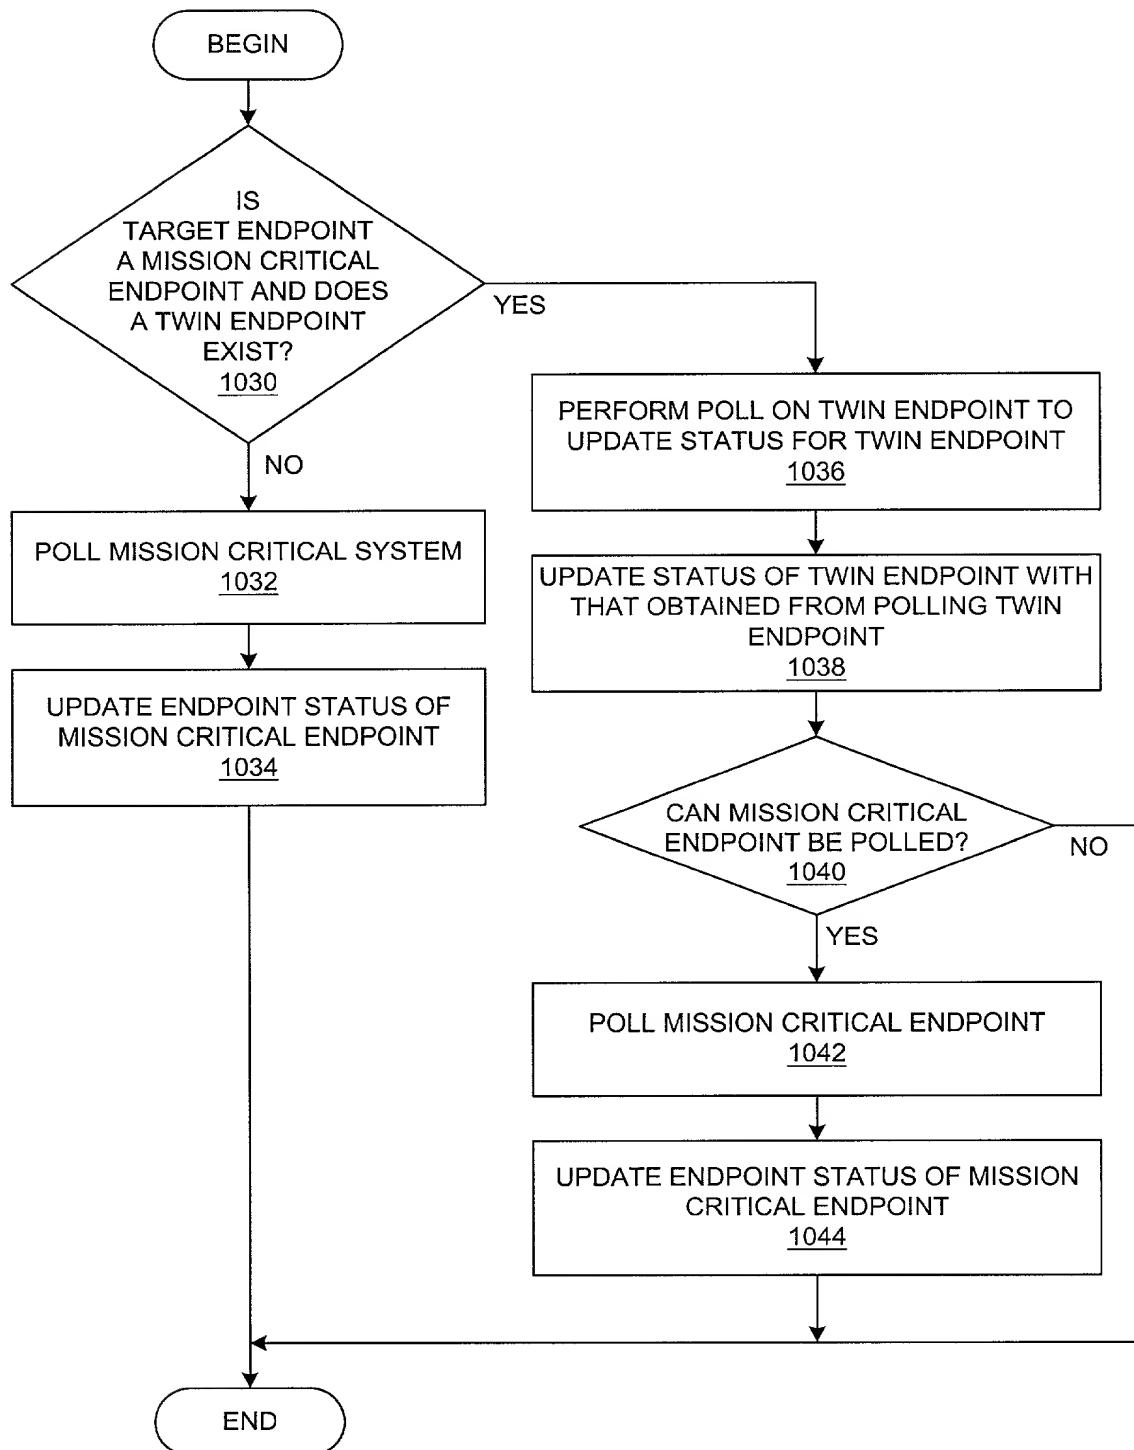 BEGIN
IS
TARGET ENDPOINT
A MISSION CRITICAL
ENDPOINT AND DOES
A TWIN ENDPOINT
EXIST?
1030
YES
NO
POLL MISSION CRITICAL SYSTEM
1032
UPDATE ENDPOINT STATUS OF
MISSION CRITICAL ENDPOINT
1034
PERFORM POLL ON TWIN ENDPOINT TO
UPDATE STATUS FOR TWIN ENDPOINT
1036
UPDATE STATUS OF TWIN ENDPOINT WITH
THAT OBTAINED FROM POLLING TWIN
ENDPOINT
1038
CAN MISSION CRITICAL
ENDPOINT BE POLLED?
1040
NO
YES
POLL MISSION CRITICAL ENDPOINT
1042
UPDATE ENDPOINT STATUS OF MISSION
CRITICAL ENDPOINT
1044
END